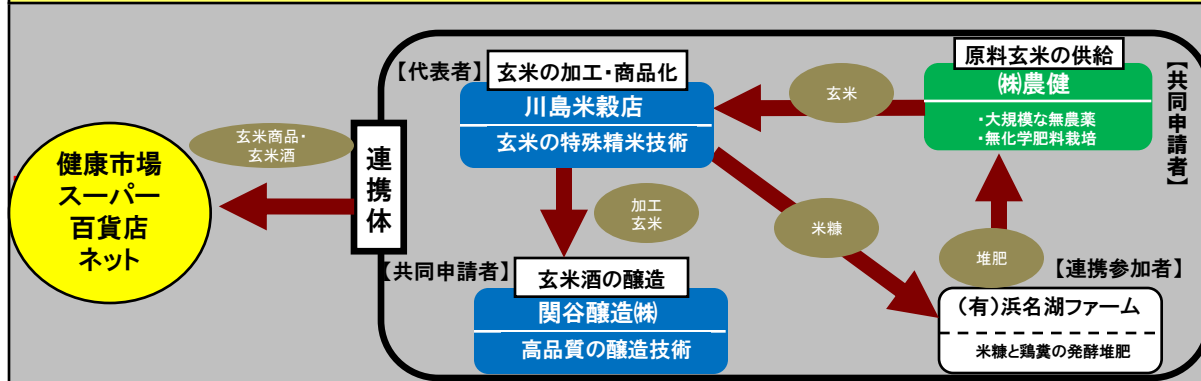 【代表者】
玄米の加工・商品化
川島米穀店
玄米の特殊精米技術
玄米
原料玄米の供給
㈱農健
・大規模な無農薬
・無化学肥料栽培
【共同申請者】
玄米商品・
玄米酒
連携体
健康市場
スーパー
百貨店
ネット
加工
玄米
米糠
堆肥
【共同申請者】
玄米酒の醸造
関谷醸造㈱
高品質の醸造技術
【連携参加者】
（有）浜名湖ファーム
米糠と鶏糞の発酵堆肥